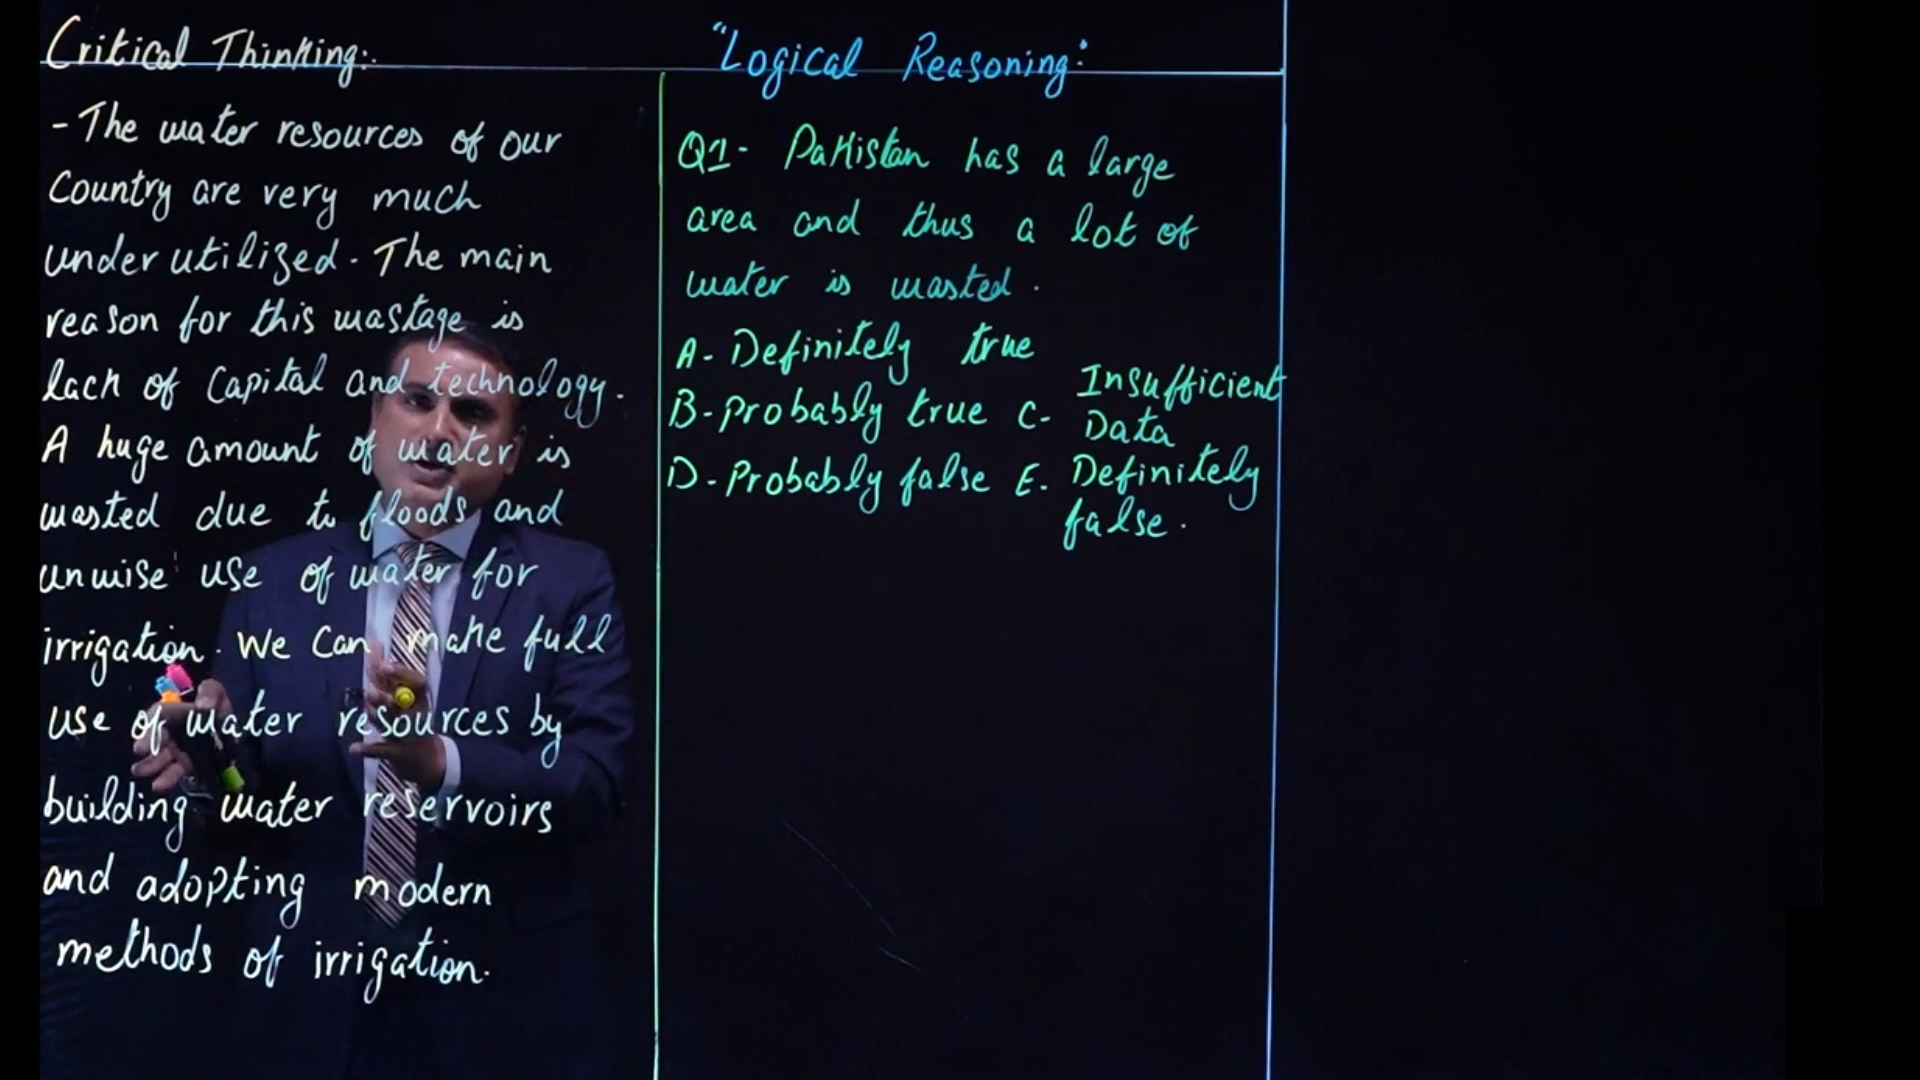 Critical Thinking:.
- The water resources of our
Country are very much
under utilized. The main
reason for this wastage is
lack of Capital and technology.
A huge amount of water is
wasted due to floods and
unwise use of water for
irrigation. We Can make full
use of water resources by
building water reservoirs
and adopting modern
methods of irrigation.
"Logical Reasoning:
Q1- Pakistan has a large
area and thus a lot of
water is wasted.
A- Definitely true
B- Probably true C- Insufficient
Data
D- Probably false E. Definitely
false.